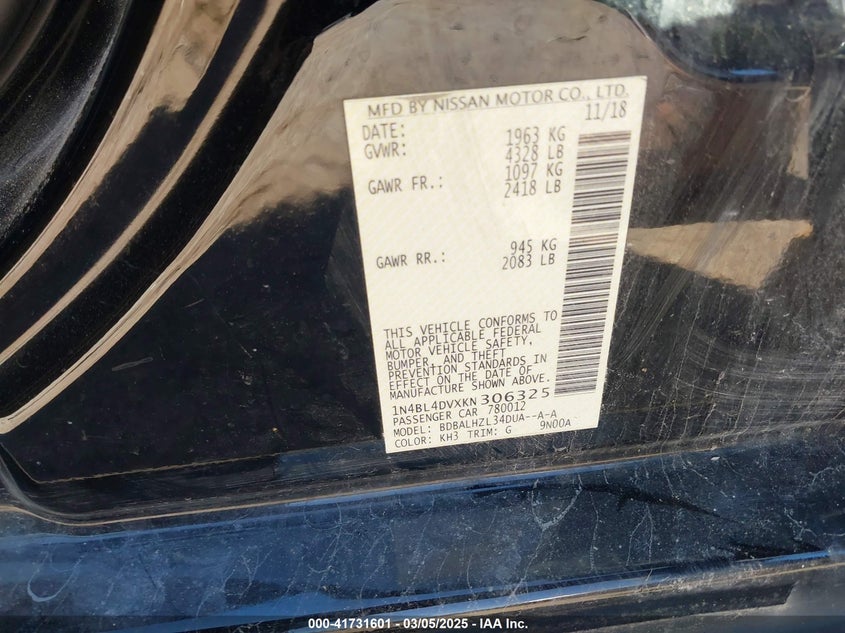 MFD BY NISSAN MOTOR CO., LTD.
DATE: 11/18
GVWR: 1963 KG
4328 LB
GAWR FR.: 1097 KG
2418 LB
GAWR RR.: 945 KG
2083 LB
THIS VEHICLE CONFORMS TO
ALL APPLICABLE FEDERAL
MOTOR VEHICLE SAFETY,
BUMPER, AND THEFT
PREVENTION STANDARDS IN
EFFECT ON THE DATE OF
MANUFACTURE SHOWN ABOVE.
1N4BL4DVXKN306325
PASSENGER CAR 780012
MODEL: BDBALHZL34DUA--A-A
COLOR: KH3 TRIM: G 9N00A
000-41731601 - 03/05/2025 - IAA Inc.